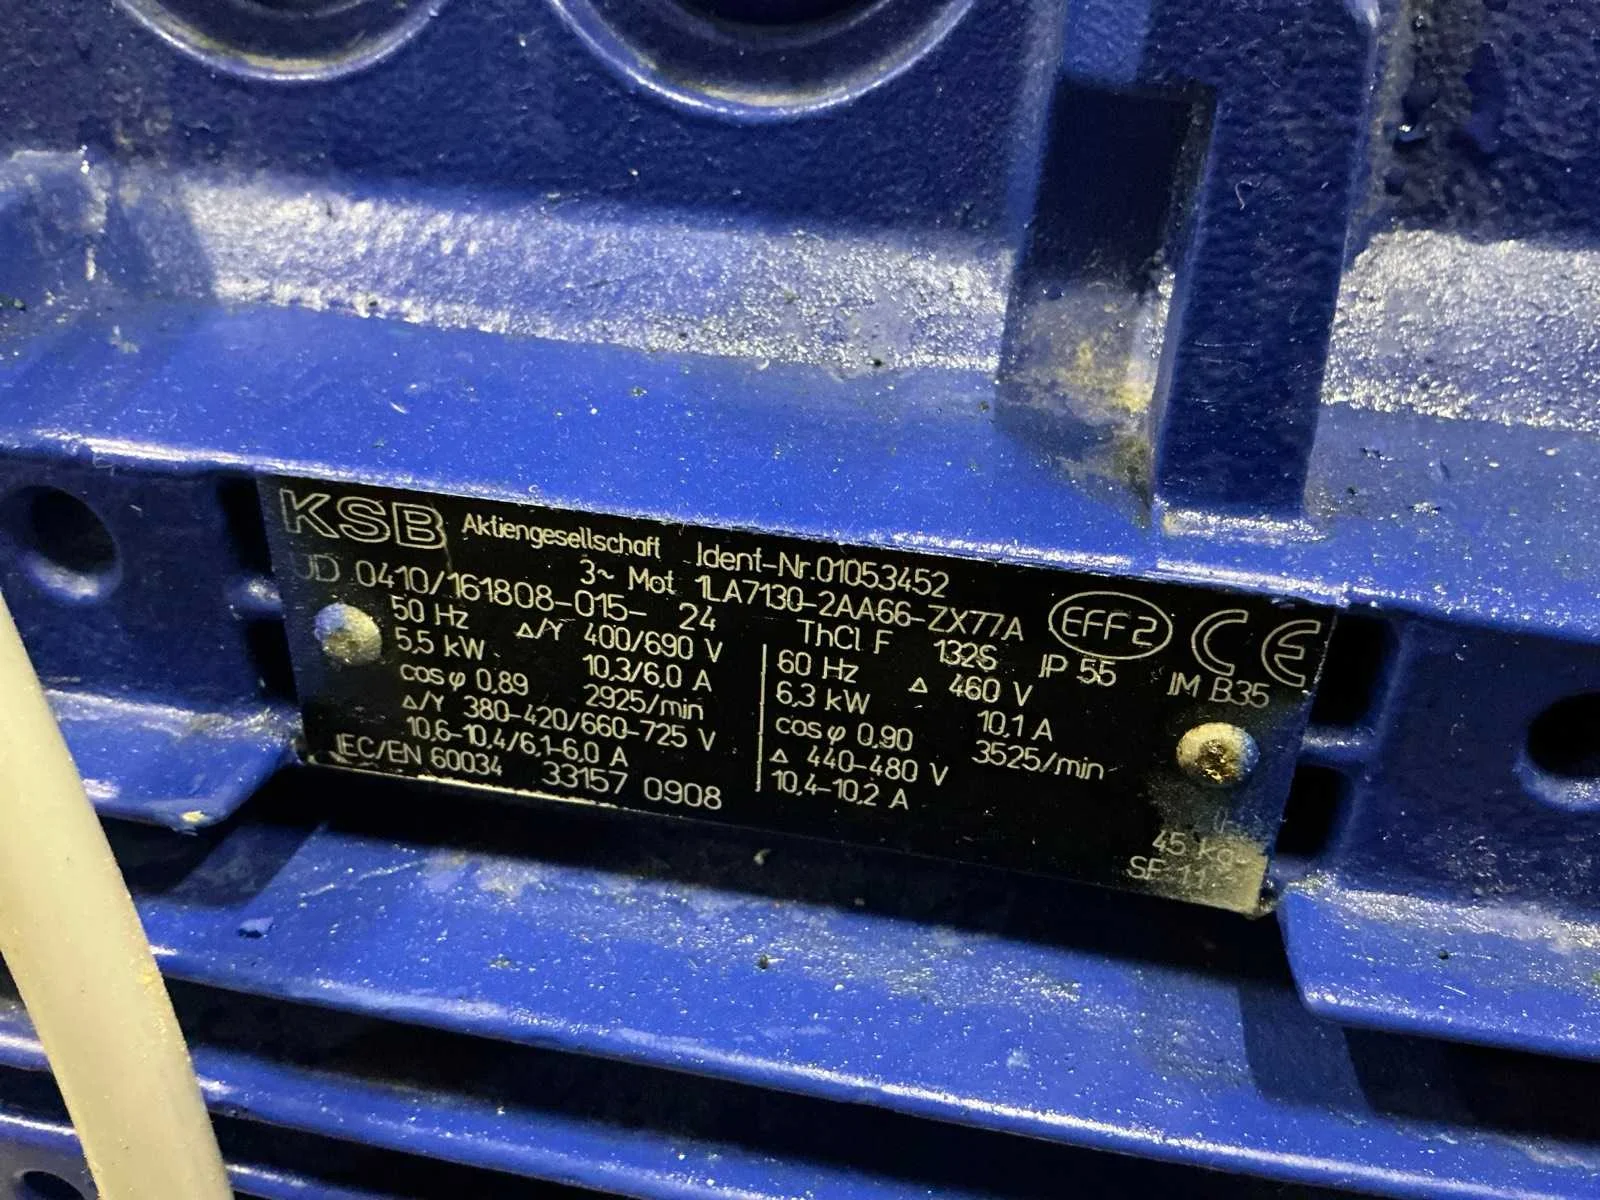 KSB Aktiengesellschaft Ident-Nr.01053452
3~ Mot 1LA7130-2AA66-ZX77A EFF2 CE
UD 0410/161808-015- 24 ThCl F 132S IP 55 IM B35
50 Hz Δ/Y 400/690 V 60 Hz Δ 460 V
5,5 kW 10,3/6,0 A 6,3 kW 10,1 A
cosφ 0,89 2925/min cosφ 0,90 3525/min
Δ/Y 380-420/660-725 V Δ 440-480 V
10,6-10,4/6,1-6,0 A 10,4-10,2 A
IEC/EN 60034 33157 0908
45 kg
SF 1,1